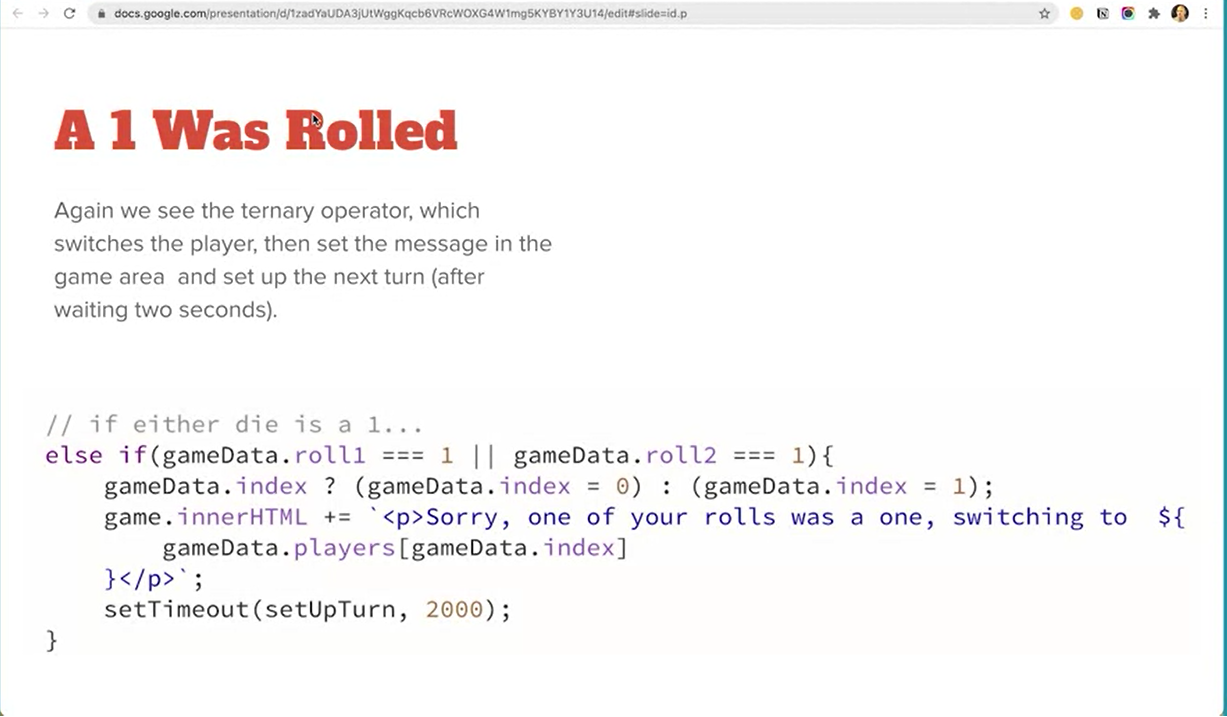 docs.google.com/presentation/d/1zadYaUDA3jUtWggKqcb6VRcWOXG4W1mg5KYBY1Y3U14/edit#slide=id.p
A 1 Was Rolled
Again we see the ternary operator, which
switches the player, then set the message in the
game area  and set up the next turn (after
waiting two seconds).
// if either die is a 1...
else if(gameData.roll1 === 1 || gameData.roll2 === 1){
    gameData.index ? (gameData.index = 0) : (gameData.index = 1);
    game.innerHTML += `<p>Sorry, one of your rolls was a one, switching to  ${
        gameData.players[gameData.index]
    }</p>`;
    setTimeout(setUpTurn, 2000);
}